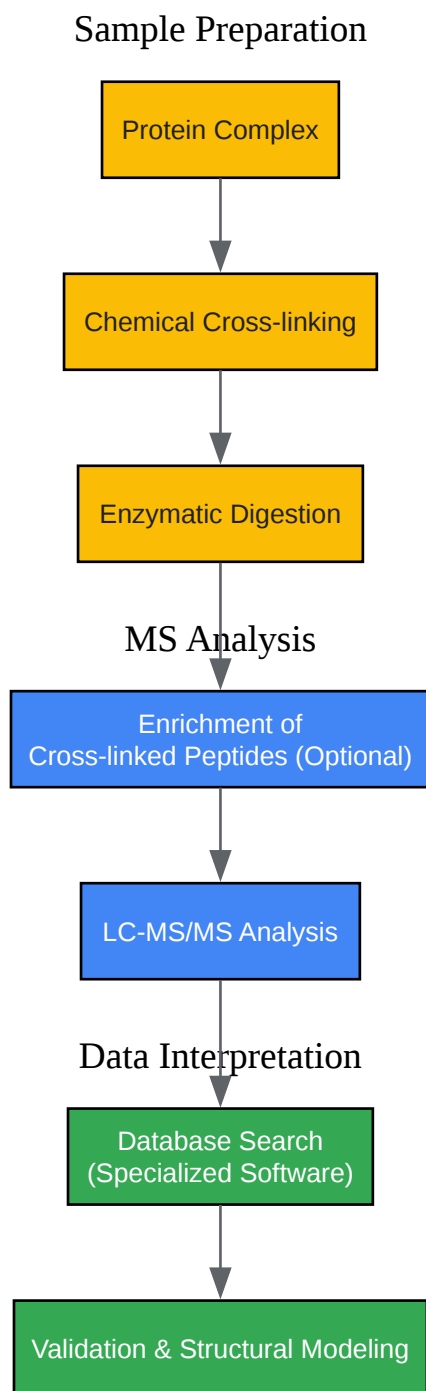 Sample Preparation
Protein Complex
Chemical Cross-linking
Enzymatic Digestion
MS Analysis
Enrichment of
Cross-linked Peptides (Optional)
LC-MS/MS Analysis
Data Interpretation
Database Search
(Specialized Software)
Validation & Structural Modeling